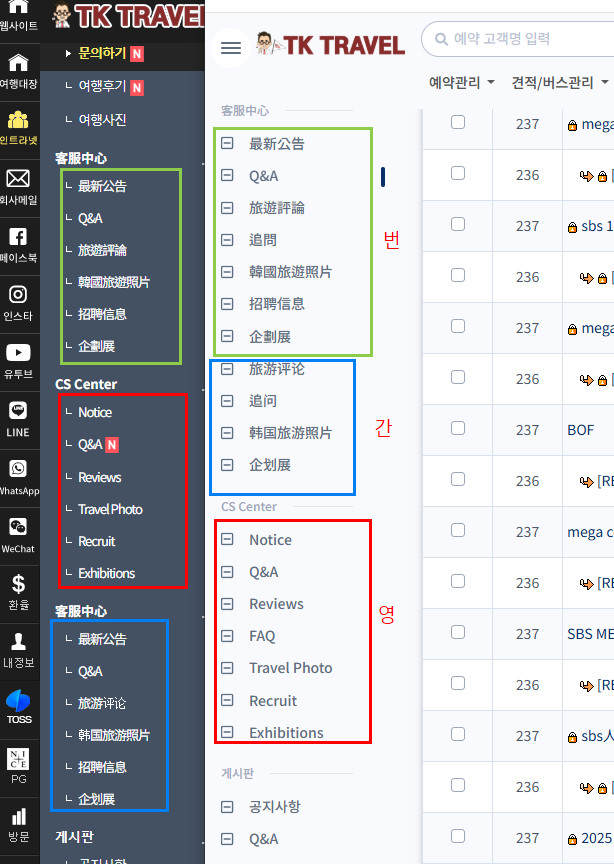 웹사이트
여행대장
인트라넷
회사메일
페이스북
인스타
유투브
LINE
WhatsApp
WeChat
환율
내정보
TOSS
NICE
PG
방문
TK TRAVEL
문의하기 N
여행후기 N
여행사진
客服中心
最新公告
Q&A
旅遊評論
韓國旅遊照片
招聘信息
企劃展
CS Center
Notice
Q&A N
Reviews
Travel Photo
Recruit
Exhibitions
客服中心
最新公告
Q&A
旅游评论
韩国旅游照片
招聘信息
企划展
게시판
공지사항
TK TRAVEL
예약 고객명 입력
예약관리
견적/버스관리
客服中心
最新公告
Q&A
旅遊評論
追問
韓國旅遊照片
招聘信息
企劃展
旅游评论
追问
韩国旅游照片
企划展
CS Center
Notice
Q&A
Reviews
FAQ
Travel Photo
Recruit
Exhibitions
게시판
공지사항
Q&A
번
간
영
237 mega
236 [
237 sbs 1
236 [
237 mega
236 [
237 BOF
236 [RE
237 mega c
236 [RE
237 SBS ME
236 [RE
237 sbs人
236 [
237 2025